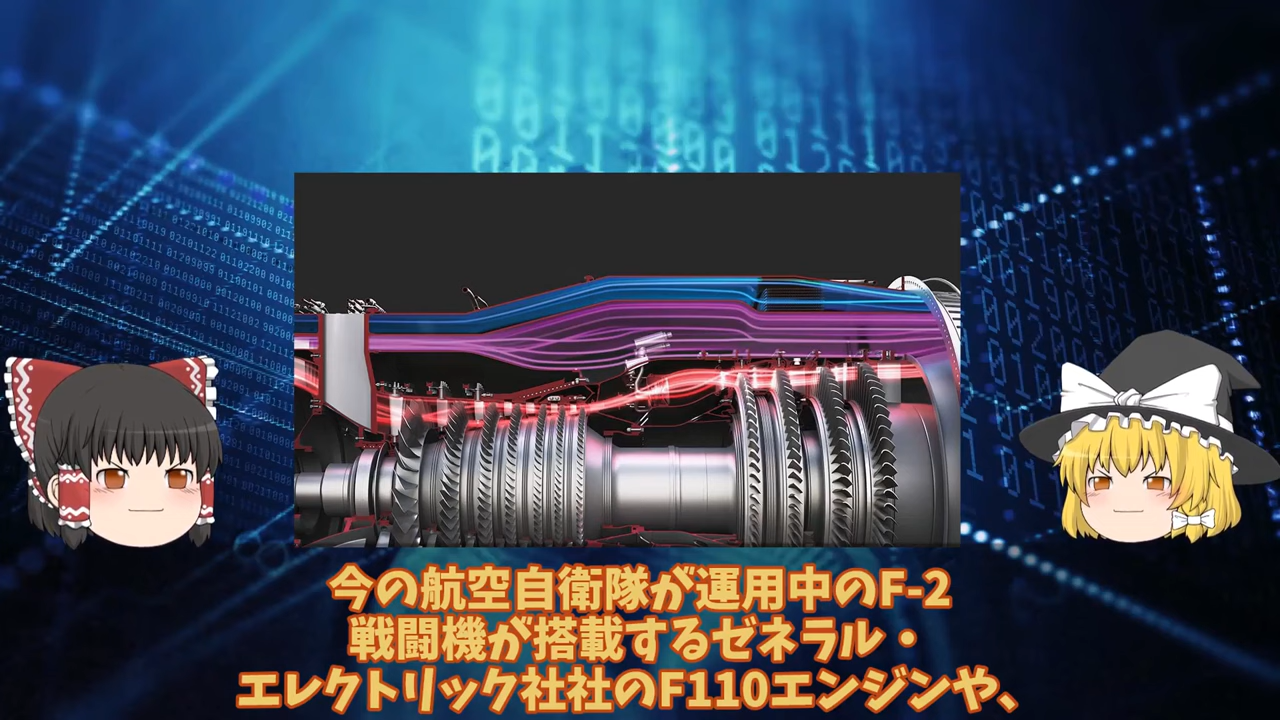 今の航空自衛隊が運用中のF-2
戦闘機が搭載するゼネラル・
エレクトリック社社のF110エンジンや、